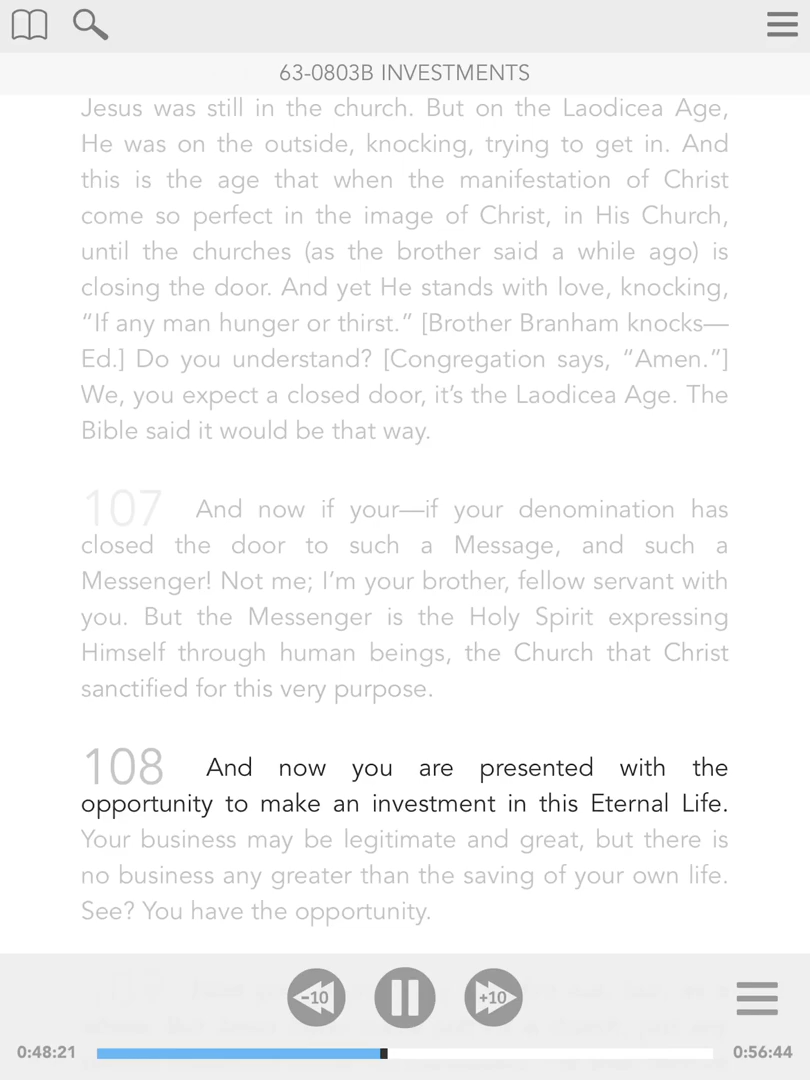 63-0803B INVESTMENTS
Jesus was still in the church. But on the Laodicea Age,
He was on the outside, knocking, trying to get in. And
this is the age that when the manifestation of Christ
come so perfect in the image of Christ, in His Church,
until the churches (as the brother said a while ago) is
closing the door. And yet He stands with love, knocking,
“If any man hunger or thirst.” [Brother Branham knocks—
Ed.] Do you understand? [Congregation says, “Amen.”]
We, you expect a closed door, it’s the Laodicea Age. The
Bible said it would be that way.
107 And now if your—if your denomination has
closed the door to such a Message, and such a
Messenger! Not me; I’m your brother, fellow servant with
you. But the Messenger is the Holy Spirit expressing
Himself through human beings, the Church that Christ
sanctified for this very purpose.
108 And now you are presented with the
opportunity to make an investment in this Eternal Life.
Your business may be legitimate and great, but there is
no business any greater than the saving of your own life.
See? You have the opportunity.
-10 +10
0:48:21 0:56:44